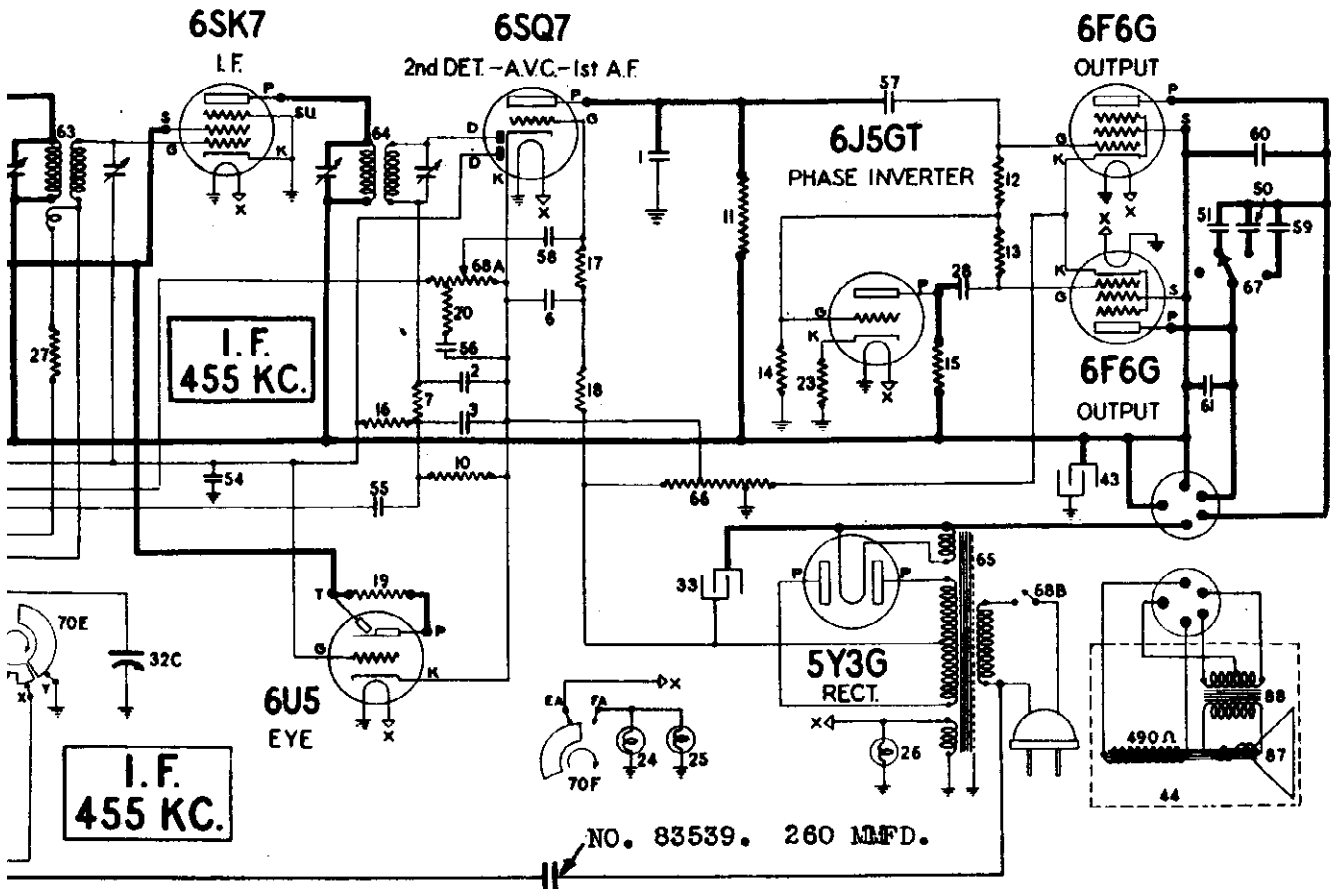 6SK7
I.F.
6SQ7
2nd DET.-A.V.C.-1st A.F.
6F6G
OUTPUT
P
SU
S
G
K
X
63
64
P
G
D
D
K
X
57
1
11
6J5GT
PHASE INVERTER
12
13
P
S
G
K
X
60
50
51
59
67
X
K
G
S
P
6F6G
OUTPUT
61
58
17
68A
6
20
56
2
7
3
16
18
10
27
I.F.
455 KC.
28
P
G
K
X
14
23
15
54
55
66
43
33
P
P
65
68B
5Y3G
RECT.
19
T
P
G
K
X
6U5
EYE
70E
X
Y
32C
I.F.
455 KC.
EA
FA
X
70F
24
25
X
26
88
490 Ω
87
44
NO. 83539. 260 MMFD.